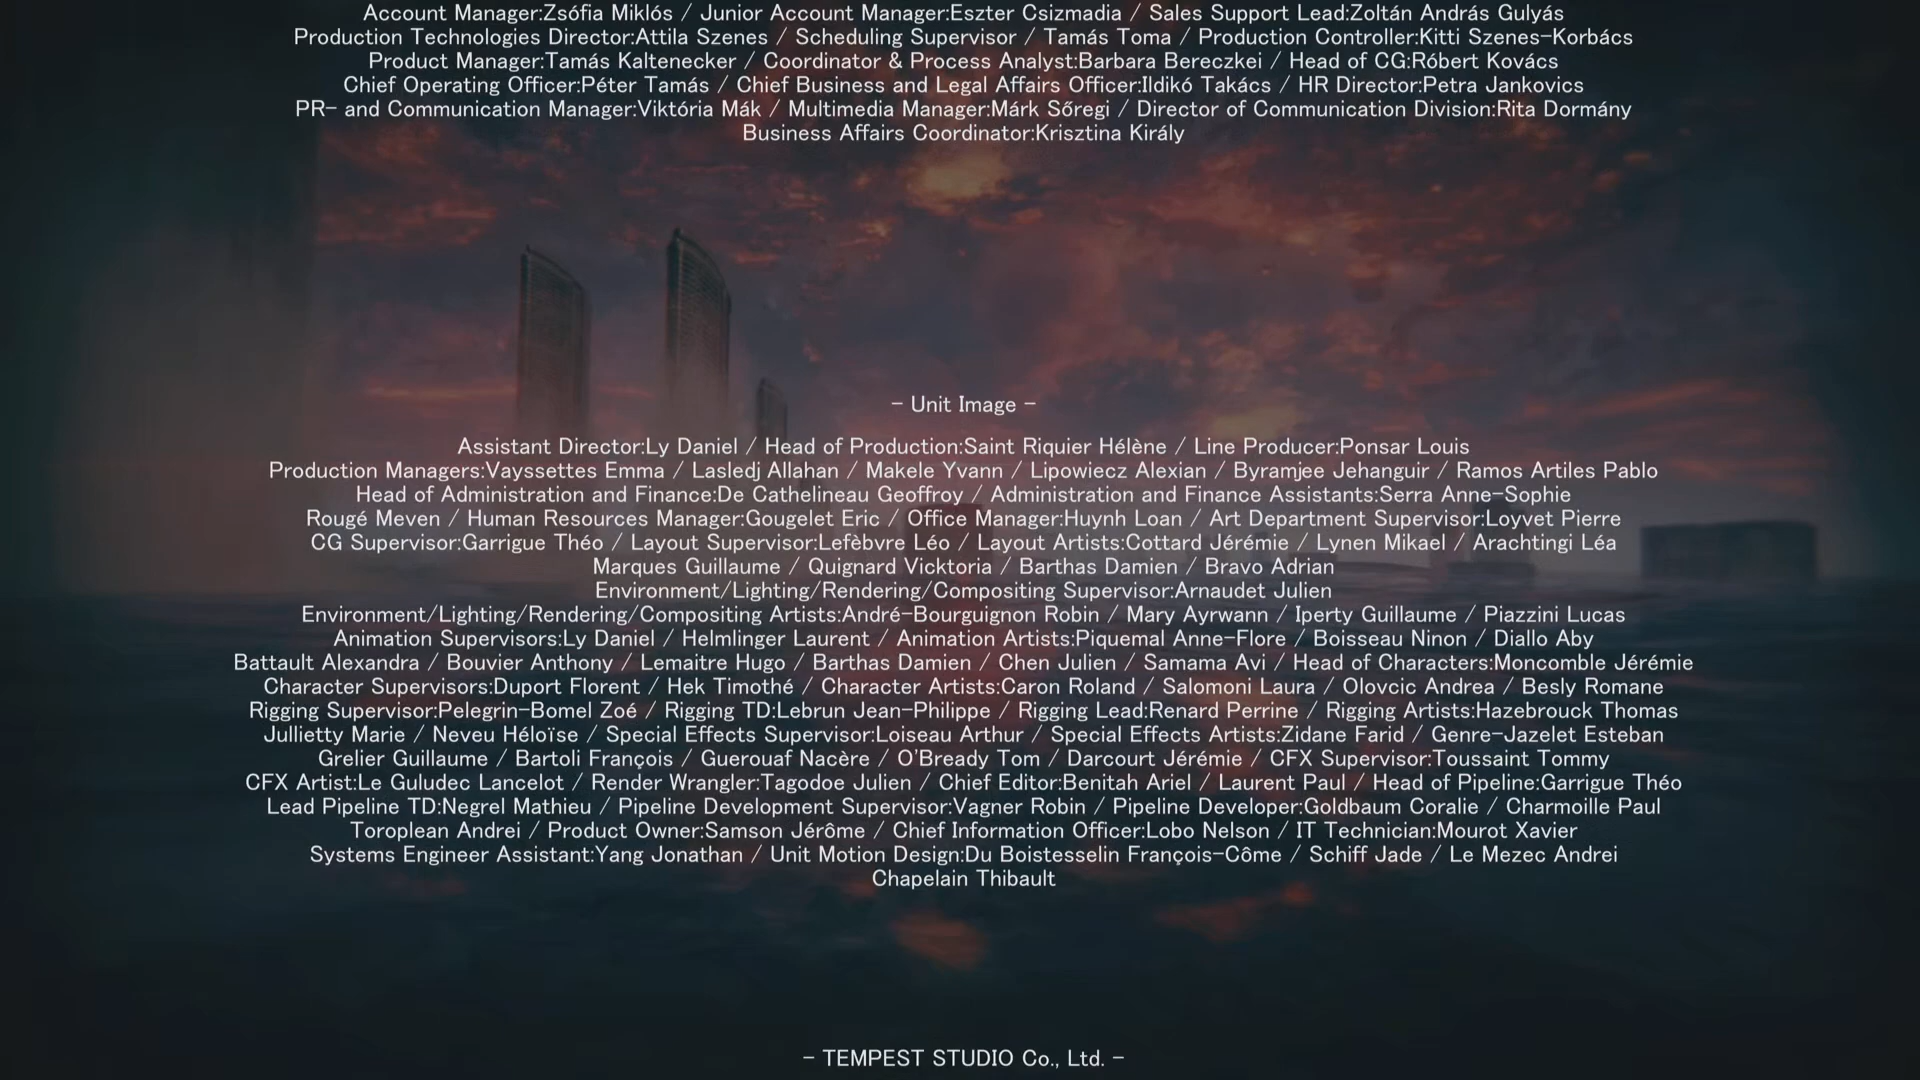 Account Manager:Zsófia Miklós / Junior Account Manager:Eszter Csizmadia / Sales Support Lead:Zoltán András Gulyás
Production Technologies Director:Attila Szenes / Scheduling Supervisor / Tamás Toma / Production Controller:Kitti Szenes-Korbács
Product Manager:Tamás Kaltenecker / Coordinator & Process Analyst:Barbara Bereczkei / Head of CG:Róbert Kovács
Chief Operating Officer:Péter Tamás / Chief Business and Legal Affairs Officer:Ildikó Takács / HR Director:Petra Jankovics
PR- and Communication Manager:Viktória Mák / Multimedia Manager:Márk Sőregi / Director of Communication Division:Rita Dormány
Business Affairs Coordinator:Krisztina Király
- Unit Image -
Assistant Director:Ly Daniel / Head of Production:Saint Riquier Hélène / Line Producer:Ponsar Louis
Production Managers:Vayssettes Emma / Lasledj Allahan / Makele Yvann / Lipowiecz Alexian / Byramjee Jehanguir / Ramos Artiles Pablo
Head of Administration and Finance:De Cathelineau Geoffroy / Administration and Finance Assistants:Serra Anne-Sophie
Rougé Meven / Human Resources Manager:Gougelet Eric / Office Manager:Huynh Loan / Art Department Supervisor:Loyvet Pierre
CG Supervisor:Garrigue Théo / Layout Supervisor:Lefèbvre Léo / Layout Artists:Cottard Jérémie / Lynen Mikael / Arachtingi Léa
Marques Guillaume / Quignard Vicktoria / Barthas Damien / Bravo Adrian
Environment/Lighting/Rendering/Compositing Supervisor:Arnaudet Julien
Environment/Lighting/Rendering/Compositing Artists:André-Bourguignon Robin / Mary Ayrwann / Iperty Guillaume / Piazzini Lucas
Animation Supervisors:Ly Daniel / Helmlinger Laurent / Animation Artists:Piquemal Anne-Flore / Boisseau Ninon / Diallo Aby
Battault Alexandra / Bouvier Anthony / Lemaitre Hugo / Barthas Damien / Chen Julien / Samama Avi / Head of Characters:Moncomble Jérémie
Character Supervisors:Duport Florent / Hek Timothé / Character Artists:Caron Roland / Salomoni Laura / Olovcic Andrea / Besly Romane
Rigging Supervisor:Pelegrin-Bomel Zoé / Rigging TD:Lebrun Jean-Philippe / Rigging Lead:Renard Perrine / Rigging Artists:Hazebrouck Thomas
Jullietty Marie / Neveu Héloïse / Special Effects Supervisor:Loiseau Arthur / Special Effects Artists:Zidane Farid / Genre-Jazelet Esteban
Grelier Guillaume / Bartoli François / Guerouaf Nacère / O'Bready Tom / Darcourt Jérémie / CFX Supervisor:Toussaint Tommy
CFX Artist:Le Guludec Lancelot / Render Wrangler:Tagodoe Julien / Chief Editor:Benitah Ariel / Laurent Paul / Head of Pipeline:Garrigue Théo
Lead Pipeline TD:Negrel Mathieu / Pipeline Development Supervisor:Vagner Robin / Pipeline Developer:Goldbaum Coralie / Charmoille Paul
Toroplean Andrei / Product Owner:Samson Jérôme / Chief Information Officer:Lobo Nelson / IT Technician:Mourot Xavier
Systems Engineer Assistant:Yang Jonathan / Unit Motion Design:Du Boistesselin François-Côme / Schiff Jade / Le Mezec Andrei
Chapelain Thibault
- TEMPEST STUDIO Co., Ltd. -